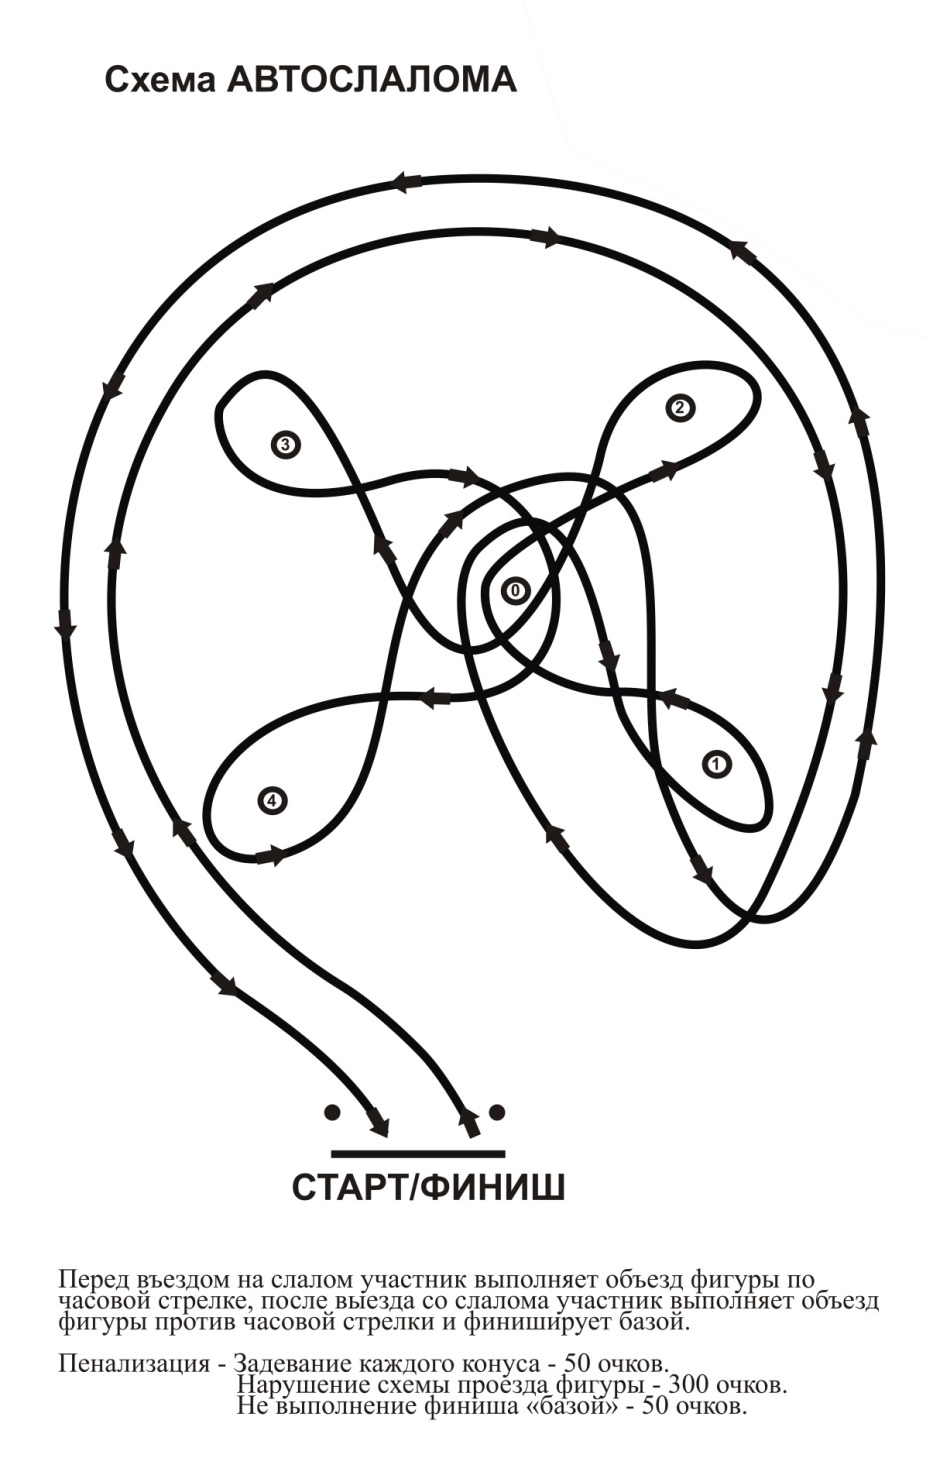 Схема АВТОСЛАЛОМА
2
3
0
1
4
СТАРТ/ФИНИШ
Перед въездом на слалом участник выполняет объезд фигуры по
часовой стрелке, после выезда со слалома участник выполняет объезд
фигуры против часовой стрелки и финиширует базой.
Пенализация - Задевание каждого конуса - 50 очков.
Нарушение схемы проезда фигуры - 300 очков.
Не выполнение финиша «базой» - 50 очков.